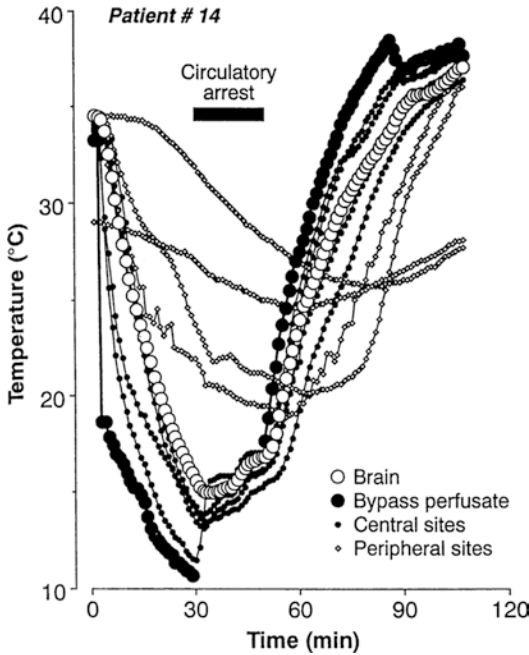 Patient # 14
Circulatory
arrest
40
30
20
10
Temperature (°C)
Brain
Bypass perfusate
Central sites
Peripheral sites
0 30 60 90 120
Time (min)